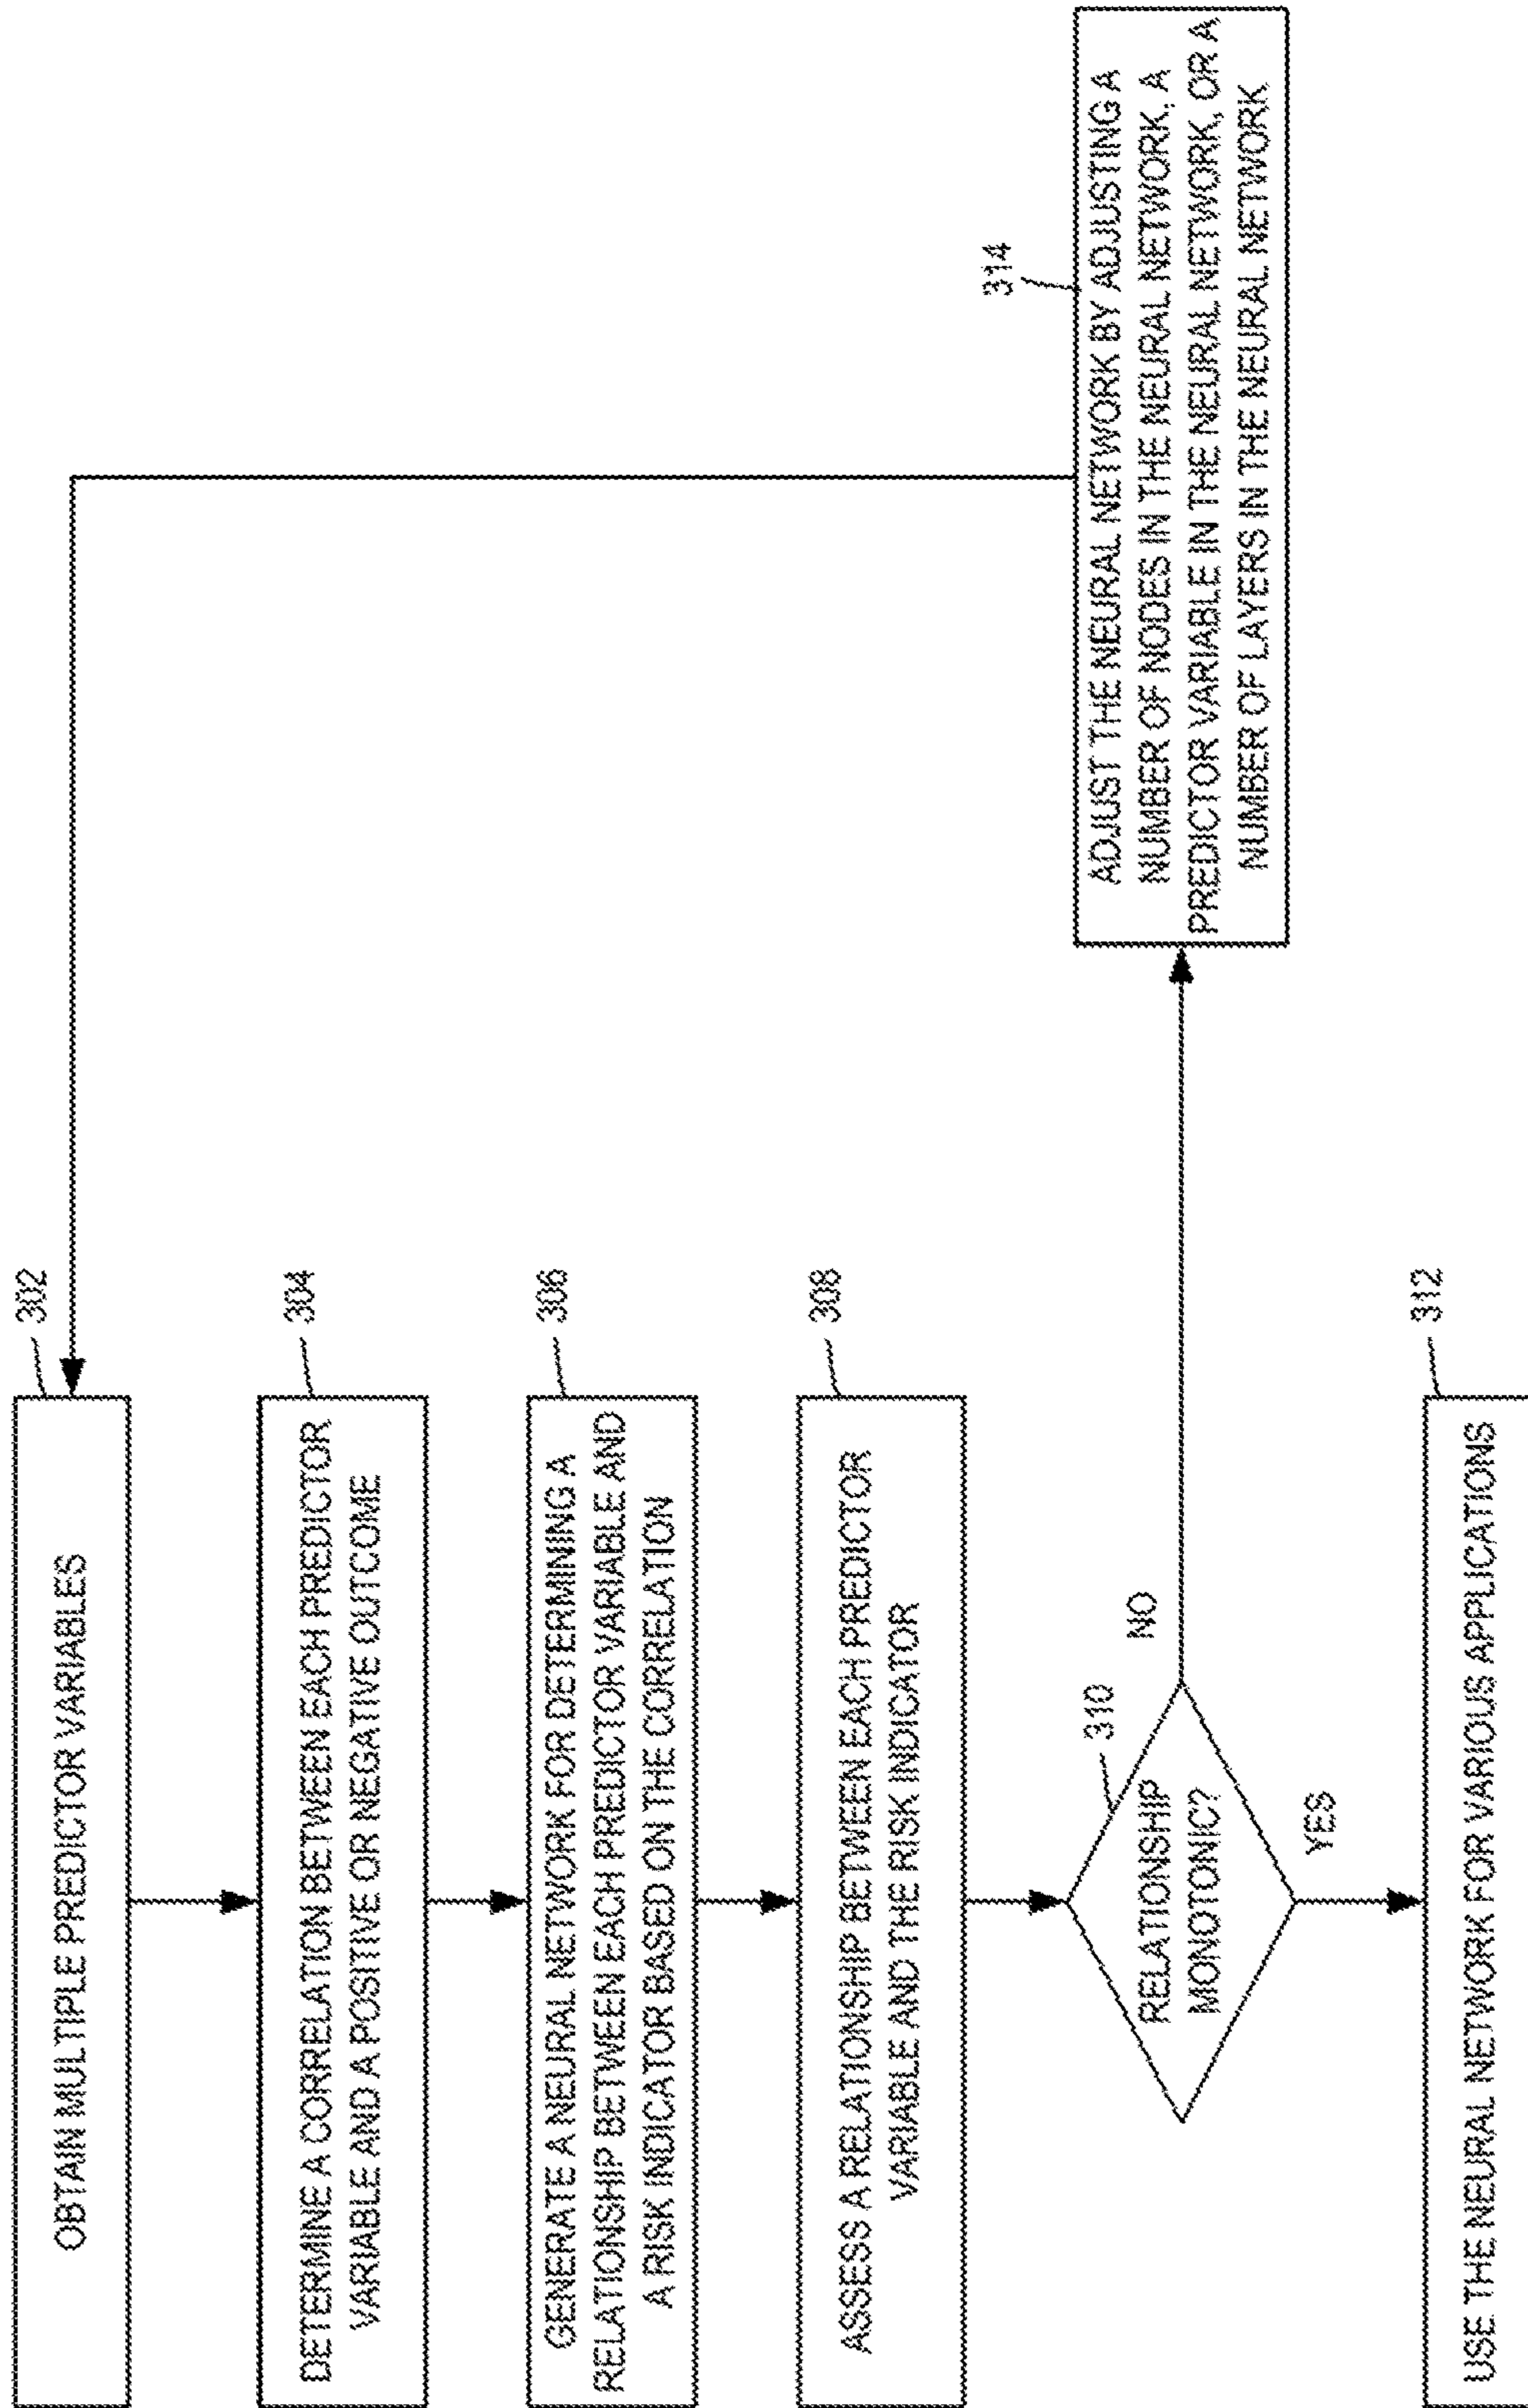 302
OBTAIN MULTIPLE PREDICTOR VARIABLES
304
DETERMINE A CORRELATION BETWEEN EACH PREDICTOR
VARIABLE AND A POSITIVE OR NEGATIVE OUTCOME
306
GENERATE A NEURAL NETWORK FOR DETERMINING A
RELATIONSHIP BETWEEN EACH PREDICTOR VARIABLE AND
A RISK INDICATOR BASED ON THE CORRELATION
308
ASSESS A RELATIONSHIP BETWEEN EACH PREDICTOR
VARIABLE AND THE RISK INDICATOR
310
RELATIONSHIP
MONOTONIC?
NO
314
ADJUST THE NEURAL NETWORK BY ADJUSTING A
NUMBER OF NODES IN THE NEURAL NETWORK, A
PREDICTOR VARIABLE IN THE NEURAL NETWORK, OR A
NUMBER OF LAYERS IN THE NEURAL NETWORK
YES
312
USE THE NEURAL NETWORK FOR VARIOUS APPLICATIONS